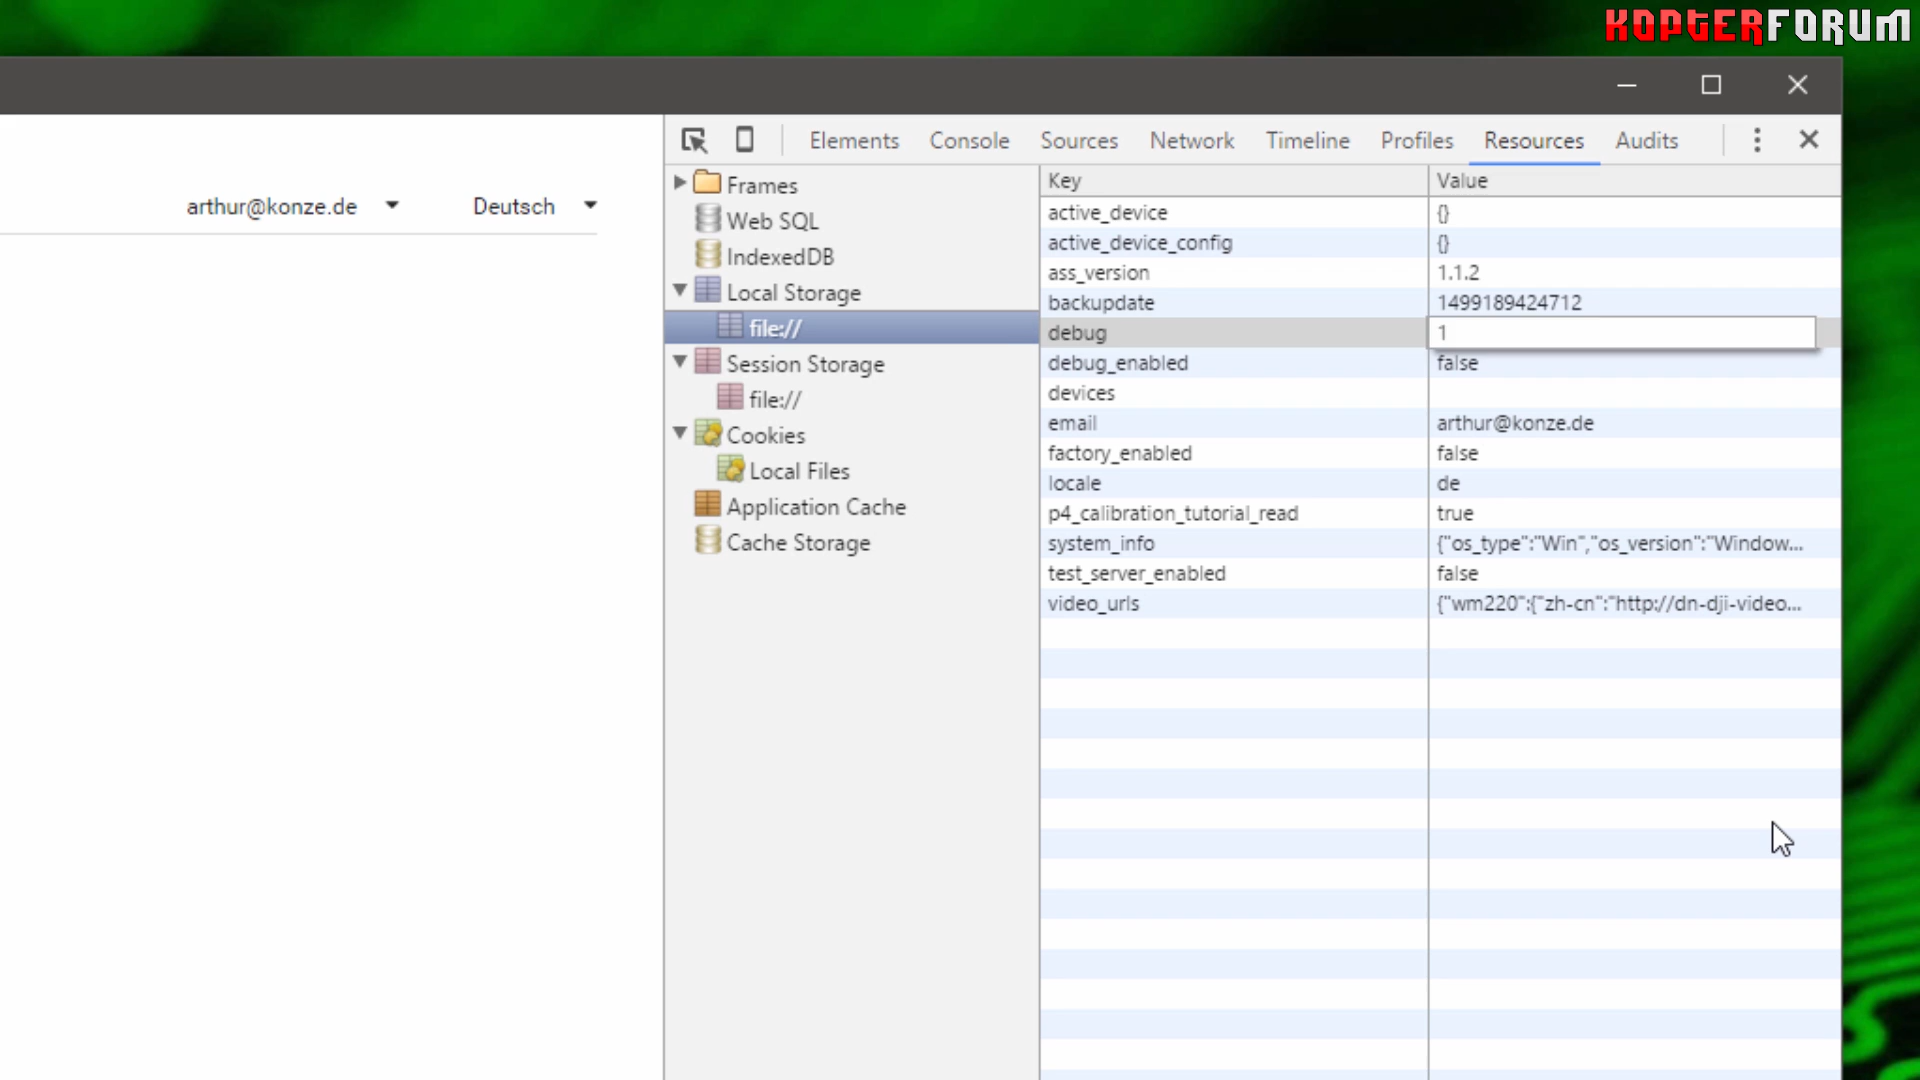 KOPTERFORUM
Elements Console Sources Network Timeline Profiles Resources Audits
arthur@konze.de Deutsch
Frames
Web SQL
IndexedDB
Local Storage
file://
Session Storage
file://
Cookies
Local Files
Application Cache
Cache Storage
Key Value
active_device {}
active_device_config {}
ass_version 1.1.2
backupdate 1499189424712
debug 1
debug_enabled false
devices
email arthur@konze.de
factory_enabled false
locale de
p4_calibration_tutorial_read true
system_info {"os_type":"Win","os_version":"Window...
test_server_enabled false
video_urls {"wm220":{"zh-cn":"http://dn-dji-video...